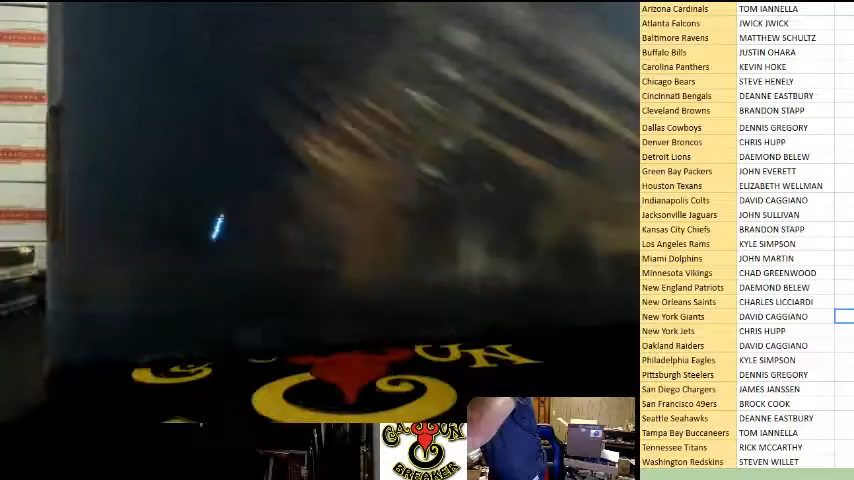 Arizona Cardinals TOM IANNELLA
Atlanta Falcons JWICK JWICK
Baltimore Ravens MATTHEW SCHULTZ
Buffalo Bills JUSTIN OHARA
Carolina Panthers KEVIN HOKE
Chicago Bears STEVE HENELY
Cincinnati Bengals DEANNE EASTBURY
Cleveland Browns BRANDON STAPP
Dallas Cowboys DENNIS GREGORY
Denver Broncos CHRIS HUPP
Detroit Lions DAEMOND BELEW
Green Bay Packers JOHN EVERETT
Houston Texans ELIZABETH WELLMAN
Indianapolis Colts DAVID CAGGIANO
Jacksonville Jaguars JOHN SULLIVAN
Kansas City Chiefs BRANDON STAPP
Los Angeles Rams KYLE SIMPSON
Miami Dolphins JOHN MARTIN
Minnesota Vikings CHAD GREENWOOD
New England Patriots DAEMOND BELEW
New Orleans Saints CHARLES LICCIARDI
New York Giants DAVID CAGGIANO
New York Jets CHRIS HUPP
Oakland Raiders DAVID CAGGIANO
Philadelphia Eagles KYLE SIMPSON
Pittsburgh Steelers DENNIS GREGORY
San Diego Chargers JAMES JANSSEN
San Francisco 49ers BROCK COOK
Seattle Seahawks DEANNE EASTBURY
Tampa Bay Buccaneers TOM IANNELLA
Tennessee Titans RICK MCCARTHY
Washington Redskins STEVEN WILLET
BREAKER